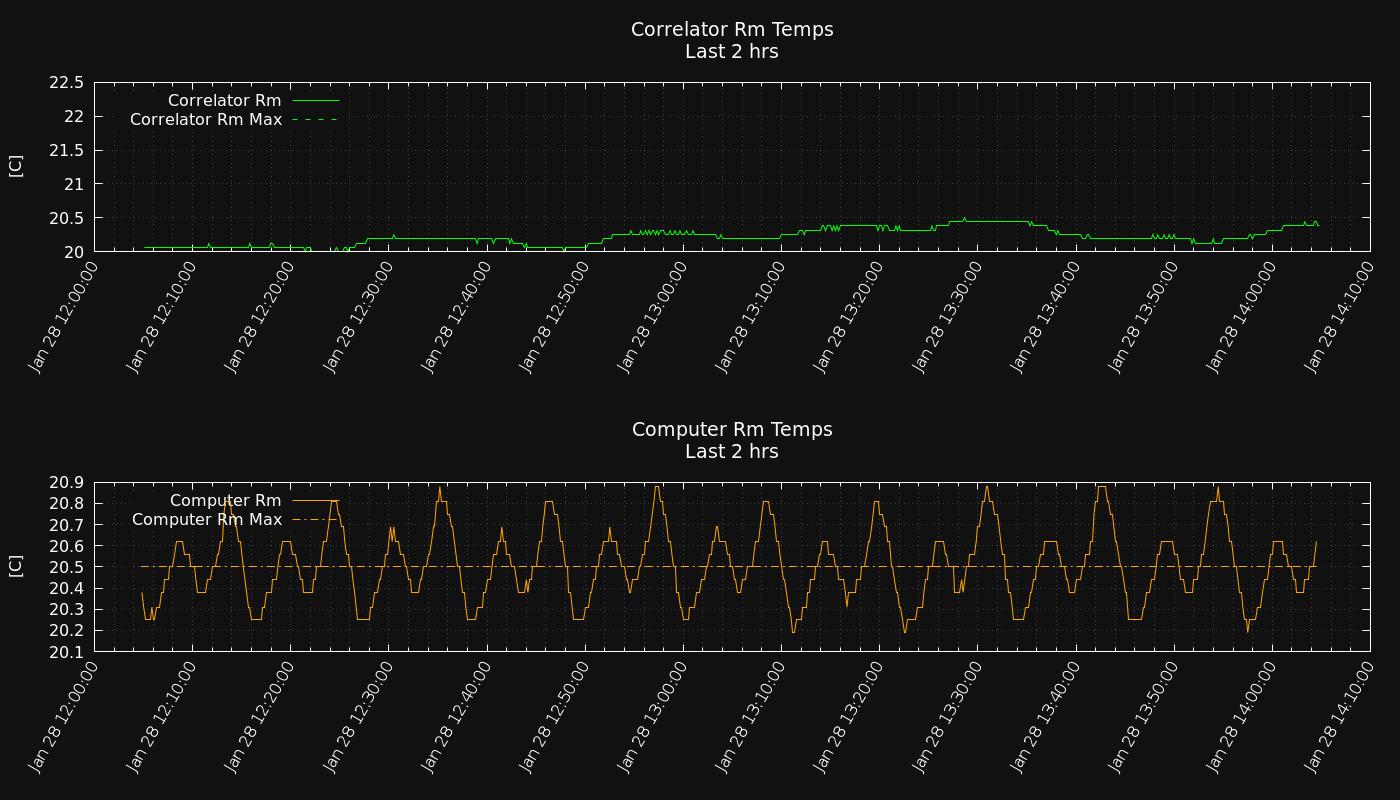 Correlator Rm Temps
Last 2 hrs
22.5
22
21.5
21
20.5
20
[C]
Correlator Rm
Correlator Rm Max
Jan 28 12:00:00
Jan 28 12:10:00
Jan 28 12:20:00
Jan 28 12:30:00
Jan 28 12:40:00
Jan 28 12:50:00
Jan 28 13:00:00
Jan 28 13:10:00
Jan 28 13:20:00
Jan 28 13:30:00
Jan 28 13:40:00
Jan 28 13:50:00
Jan 28 14:00:00
Jan 28 14:10:00
Computer Rm Temps
Last 2 hrs
20.9
20.8
20.7
20.6
20.5
20.4
20.3
20.2
20.1
[C]
Computer Rm
Computer Rm Max
Jan 28 12:00:00
Jan 28 12:10:00
Jan 28 12:20:00
Jan 28 12:30:00
Jan 28 12:40:00
Jan 28 12:50:00
Jan 28 13:00:00
Jan 28 13:10:00
Jan 28 13:20:00
Jan 28 13:30:00
Jan 28 13:40:00
Jan 28 13:50:00
Jan 28 14:00:00
Jan 28 14:10:00